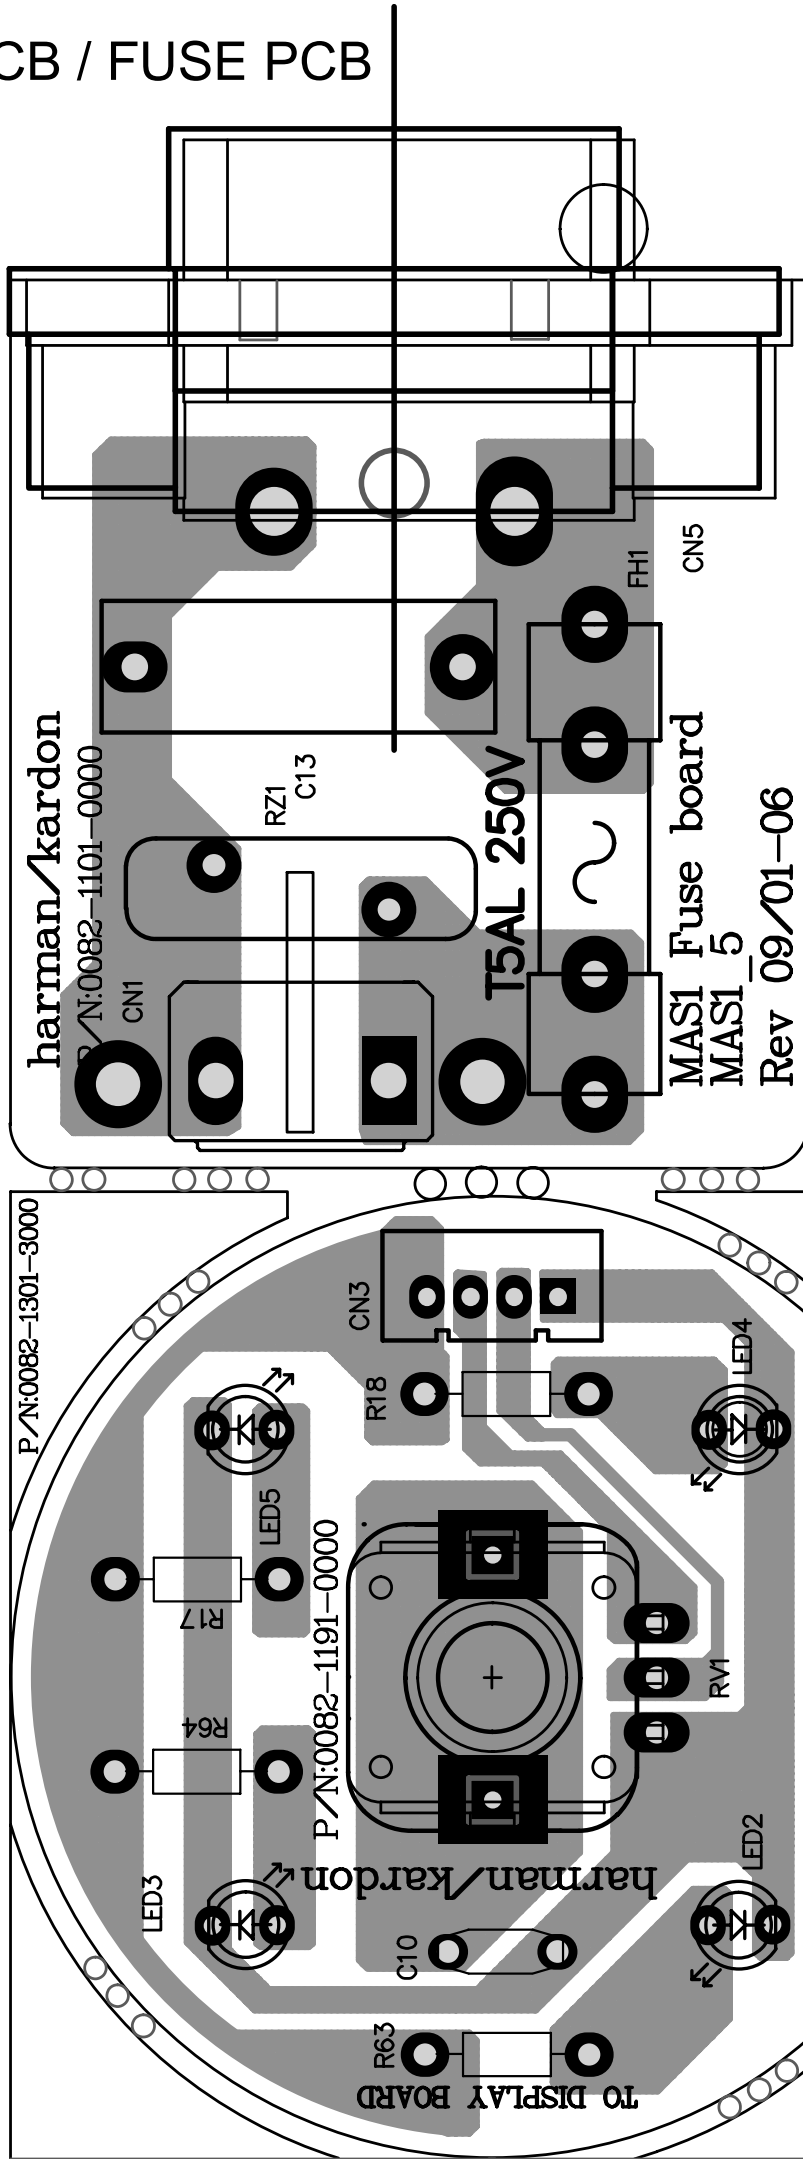 CB / FUSE PCB
CN5
FH1
harman/kardon
P/N:0082-1101-0000
RZ1
C13
T5AL 250V
MAS1 Fuse board
MAS1_5
Rev 09/01-06
CN1
P/N:0082-1301-3000
CN3
LED4
R18
LED5
P/N:0082-1191-0000
R17
RV1
R64
harman/kardon
LED3
LED2
C10
R63
TO DISPLAY BOARD